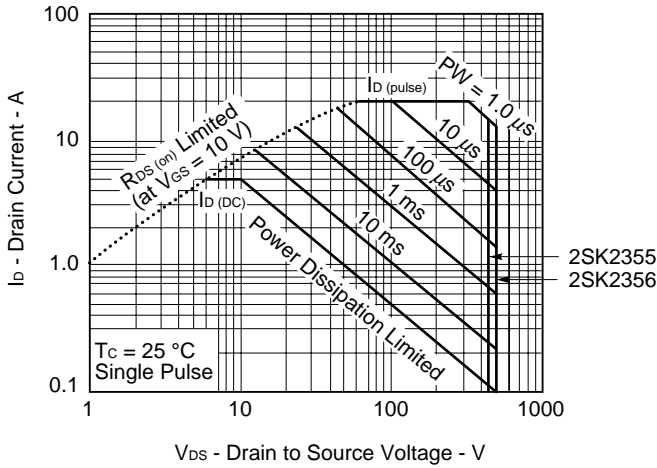 100
10
1.0
0.1
ID - Drain Current - A
RDS (on) Limited
(at VGS = 10 V)
ID (pulse)
PW = 1.0 μs
10 μs
100 μs
1 ms
10 ms
ID (DC)
Power Dissipation Limited
2SK2355
2SK2356
TC = 25 °C
Single Pulse
1
10
100
1000
VDS - Drain to Source Voltage - V